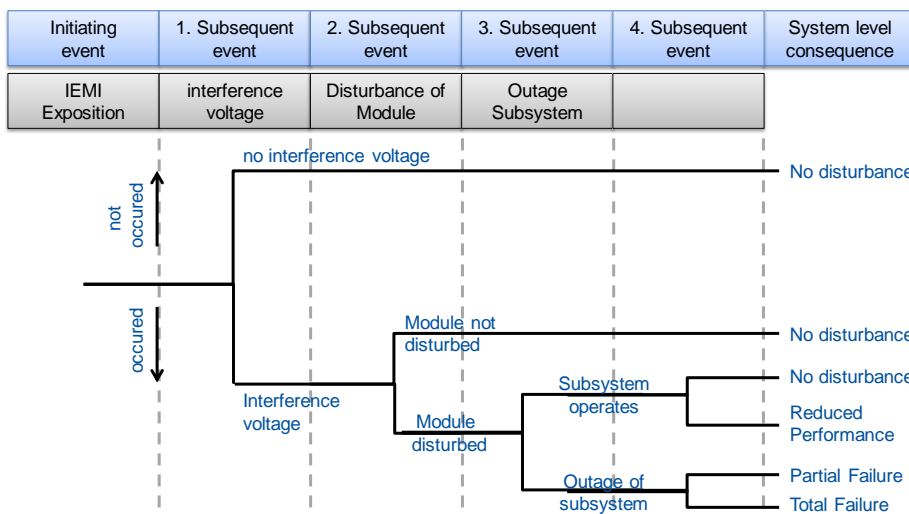 Initiating
event
1. Subsequent
event
2. Subsequent
event
3. Subsequent
event
4. Subsequent
event
System level
consequence
IEMI
Exposition
interference
voltage
Disturbance of
Module
Outage
Subsystem
no interference voltage
No disturbance
not
occured
occured
Module not
disturbed
No disturbance
Interference
voltage
Module
disturbed
Subsystem
operates
No disturbance
Reduced
Performance
Outage of
subsystem
Partial Failure
Total Failure